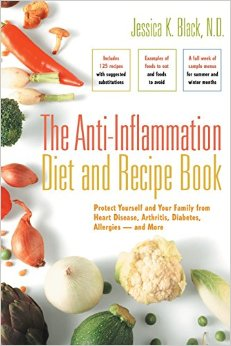 Jessica K. Black, N.D.
Includes
125 recipes
with suggested
substitutions
Examples of
foods to eat
and foods
to avoid
A full week of
sample menus
for summer and
winter months
The Anti-Inflammation
Diet and Recipe Book
Protect Yourself and Your Family from
Heart Disease, Arthritis, Diabetes,
Allergies — and More